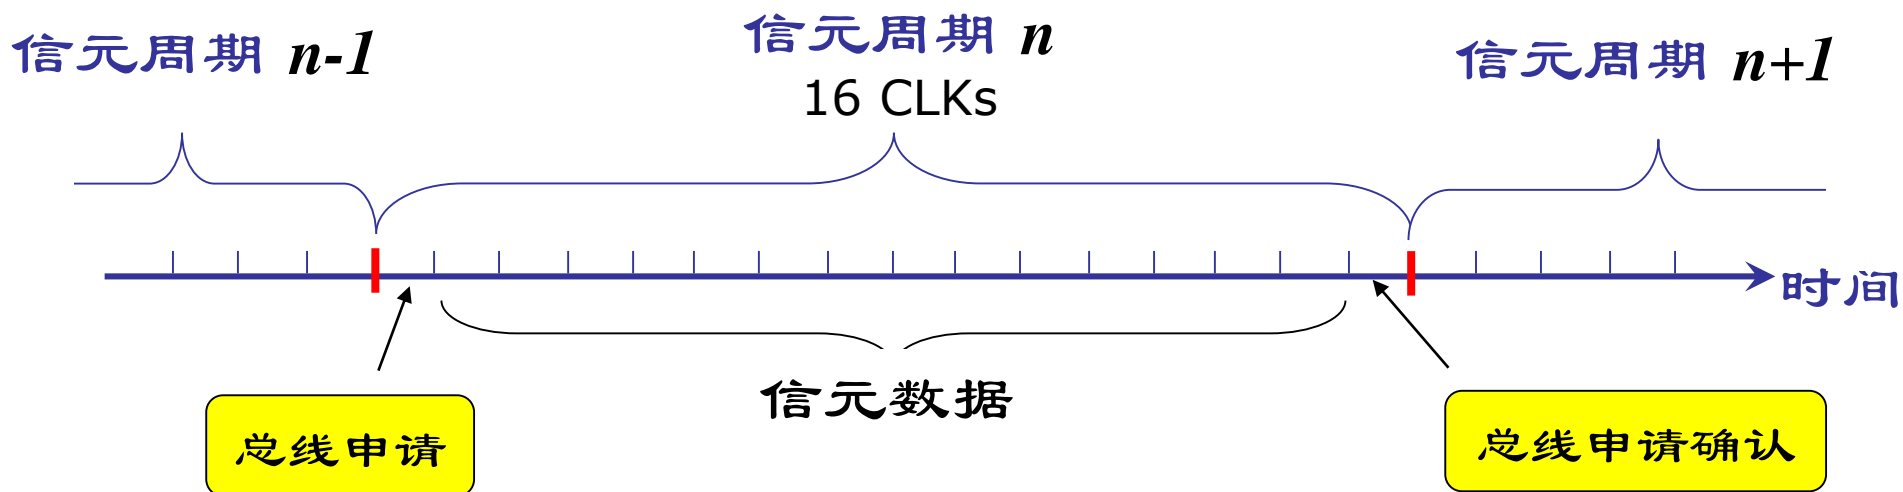 信元周期 n-1
信元周期 n
16 CLKs
信元周期 n+1
时间
信元数据
总线申请
总线申请确认